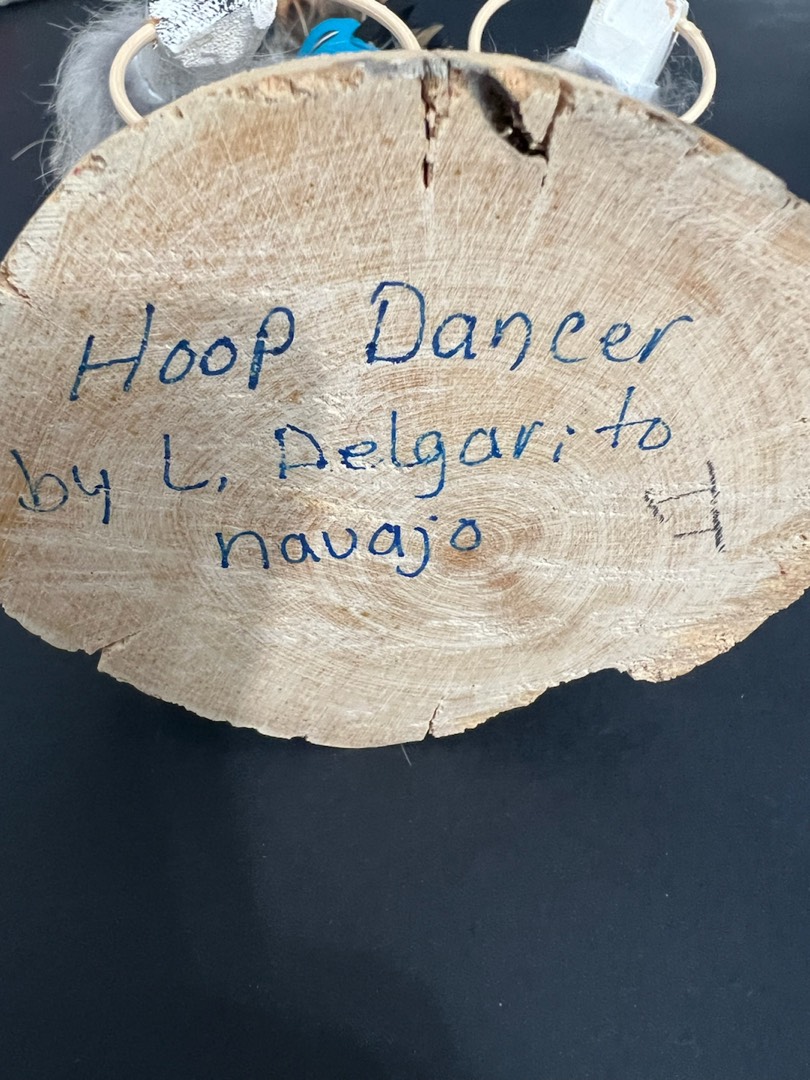 Hoop Dancer
by L. Delgarito
navajo